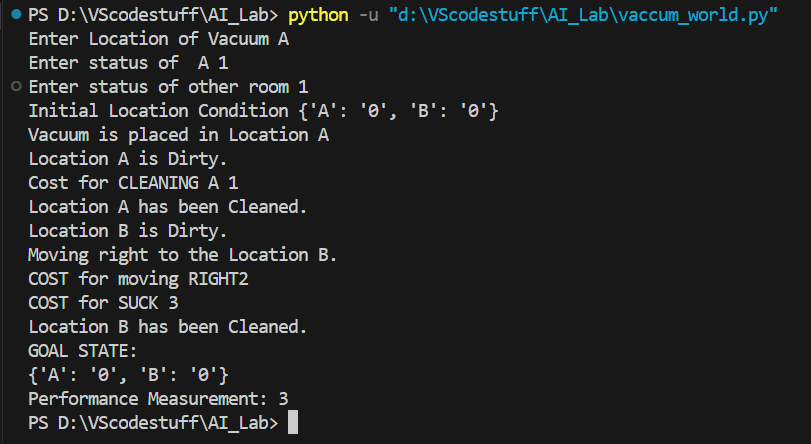 PS D:\VScodestuff\AI_Lab> python -u "d:\VScodestuff\AI_Lab\vaccum_world.py"
Enter Location of Vacuum A
Enter status of  A 1
Enter status of other room 1
Initial Location Condition {'A': '0', 'B': '0'}
Vacuum is placed in Location A
Location A is Dirty.
Cost for CLEANING A 1
Location A has been Cleaned.
Location B is Dirty.
Moving right to the Location B.
COST for moving RIGHT2
COST for SUCK 3
Location B has been Cleaned.
GOAL STATE:
{'A': '0', 'B': '0'}
Performance Measurement: 3
PS D:\VScodestuff\AI_Lab>